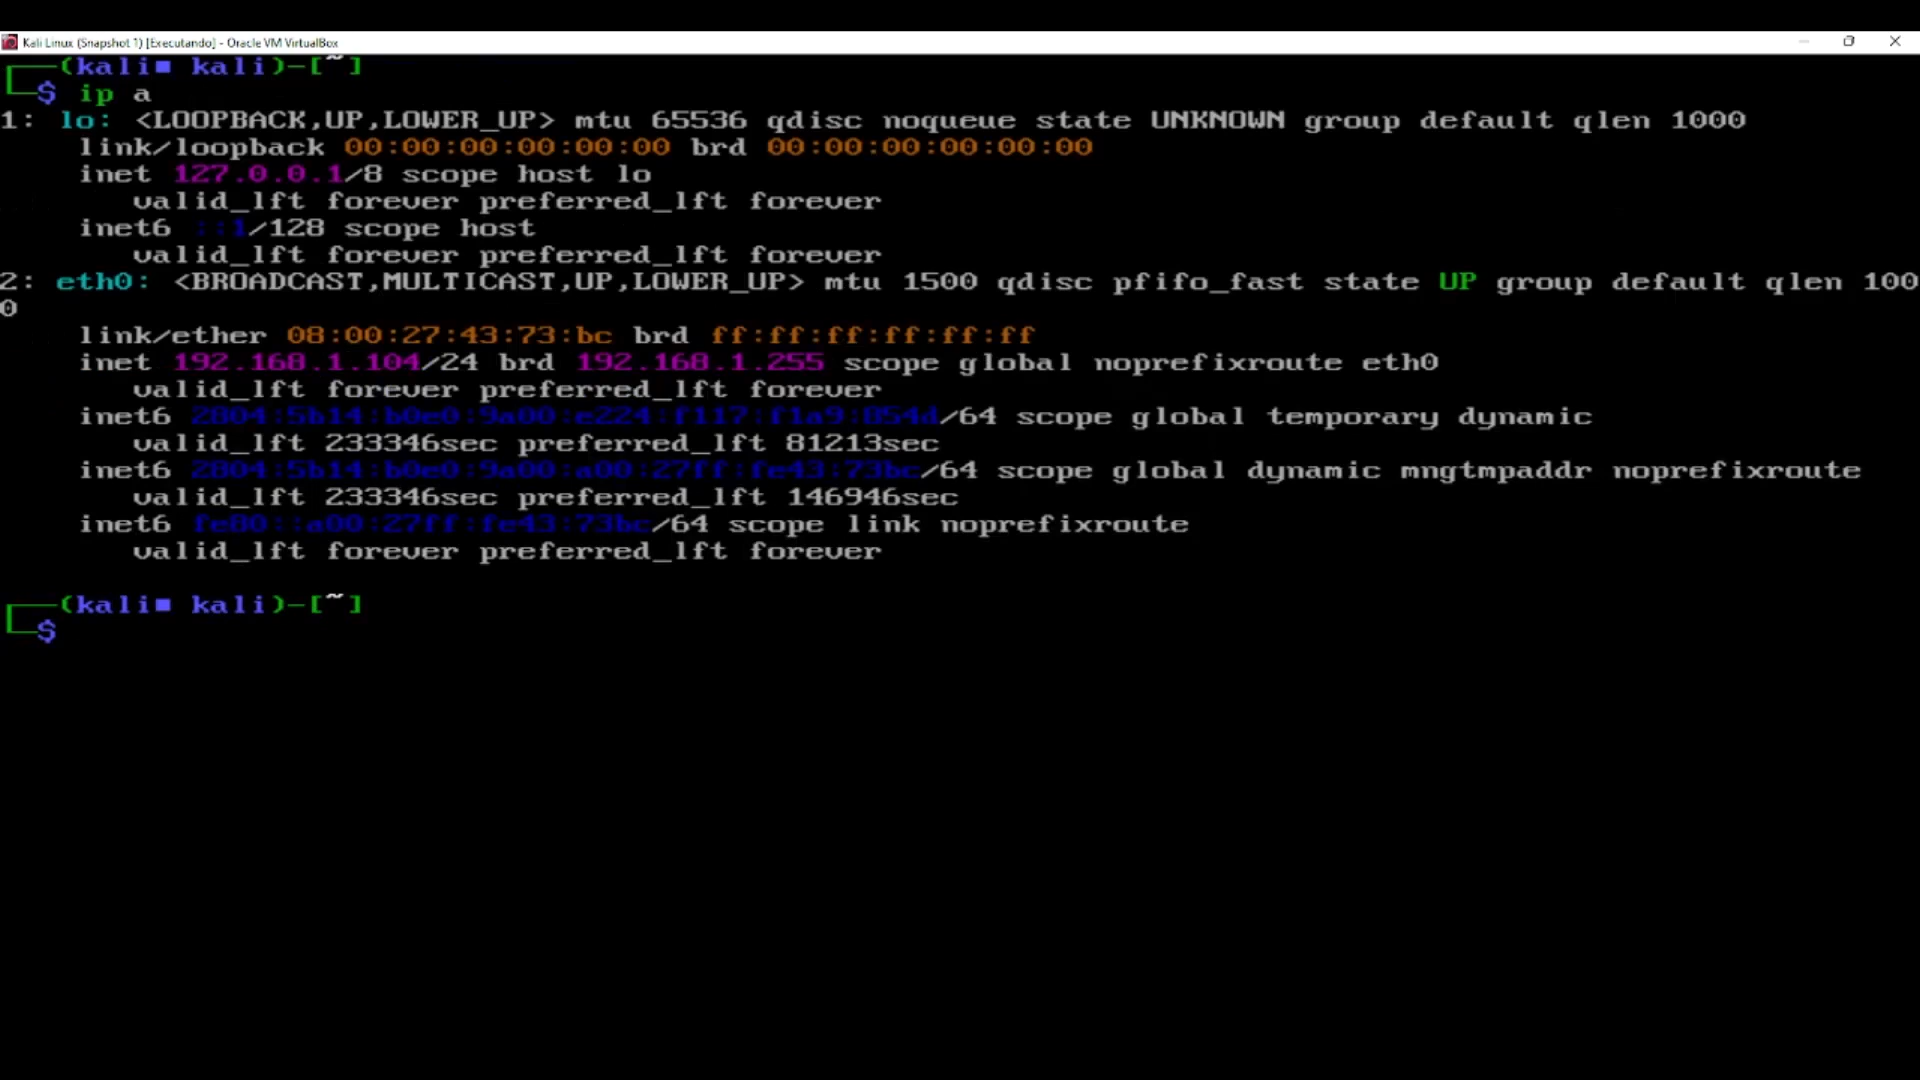 Kali Linux (Snapshot 1) [Executando] - Oracle VM VirtualBox
┌──(kali■ kali)-[~]
└─$ ip a
1: lo: <LOOPBACK,UP,LOWER_UP> mtu 65536 qdisc noqueue state UNKNOWN group default qlen 1000
link/loopback 00:00:00:00:00:00 brd 00:00:00:00:00:00
inet 127.0.0.1/8 scope host lo
valid_lft forever preferred_lft forever
inet6 ::1/128 scope host
valid_lft forever preferred_lft forever
2: eth0: <BROADCAST,MULTICAST,UP,LOWER_UP> mtu 1500 qdisc pfifo_fast state UP group default qlen 100
0
link/ether 08:00:27:43:73:bc brd ff:ff:ff:ff:ff:ff
inet 192.168.1.104/24 brd 192.168.1.255 scope global noprefixroute eth0
valid_lft forever preferred_lft forever
inet6 2804:5b14:b0e0:9a00:e224:f117:f1a9:854d/64 scope global temporary dynamic
valid_lft 233346sec preferred_lft 81213sec
inet6 2804:5b14:b0e0:9a00:a00:27ff:fe43:73bc/64 scope global dynamic mngtmpaddr noprefixroute
valid_lft 233346sec preferred_lft 146946sec
inet6 fe80::a00:27ff:fe43:73bc/64 scope link noprefixroute
valid_lft forever preferred_lft forever
┌──(kali■ kali)-[~]
└─$